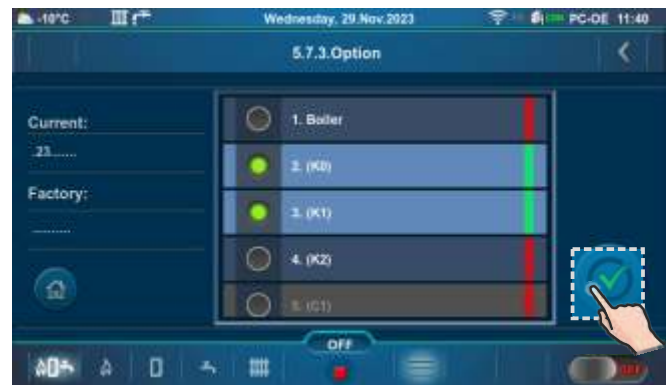 -10°C Wednesday, 29.Nov.2023 PC-OE 11:40
5.7.3.Option
Current:
.23.......
Factory:
..........
1. Boiler
2. (K0)
3. (K1)
4. (K2)
5. (C1)
OFF
OFF